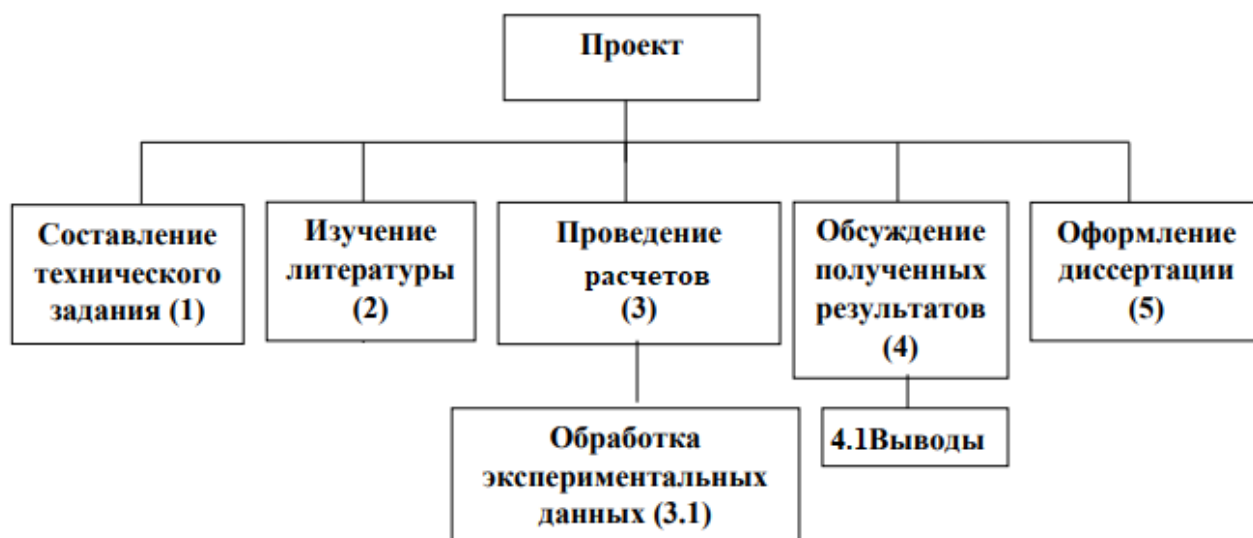 Проект
Составление
технического
задания (1)
Изучение
литературы
(2)
Проведение
расчетов
(3)
Обсуждение
полученных
результатов
(4)
Оформление
диссертации
(5)
Обработка
экспериментальных
данных (3.1)
4.1Выводы